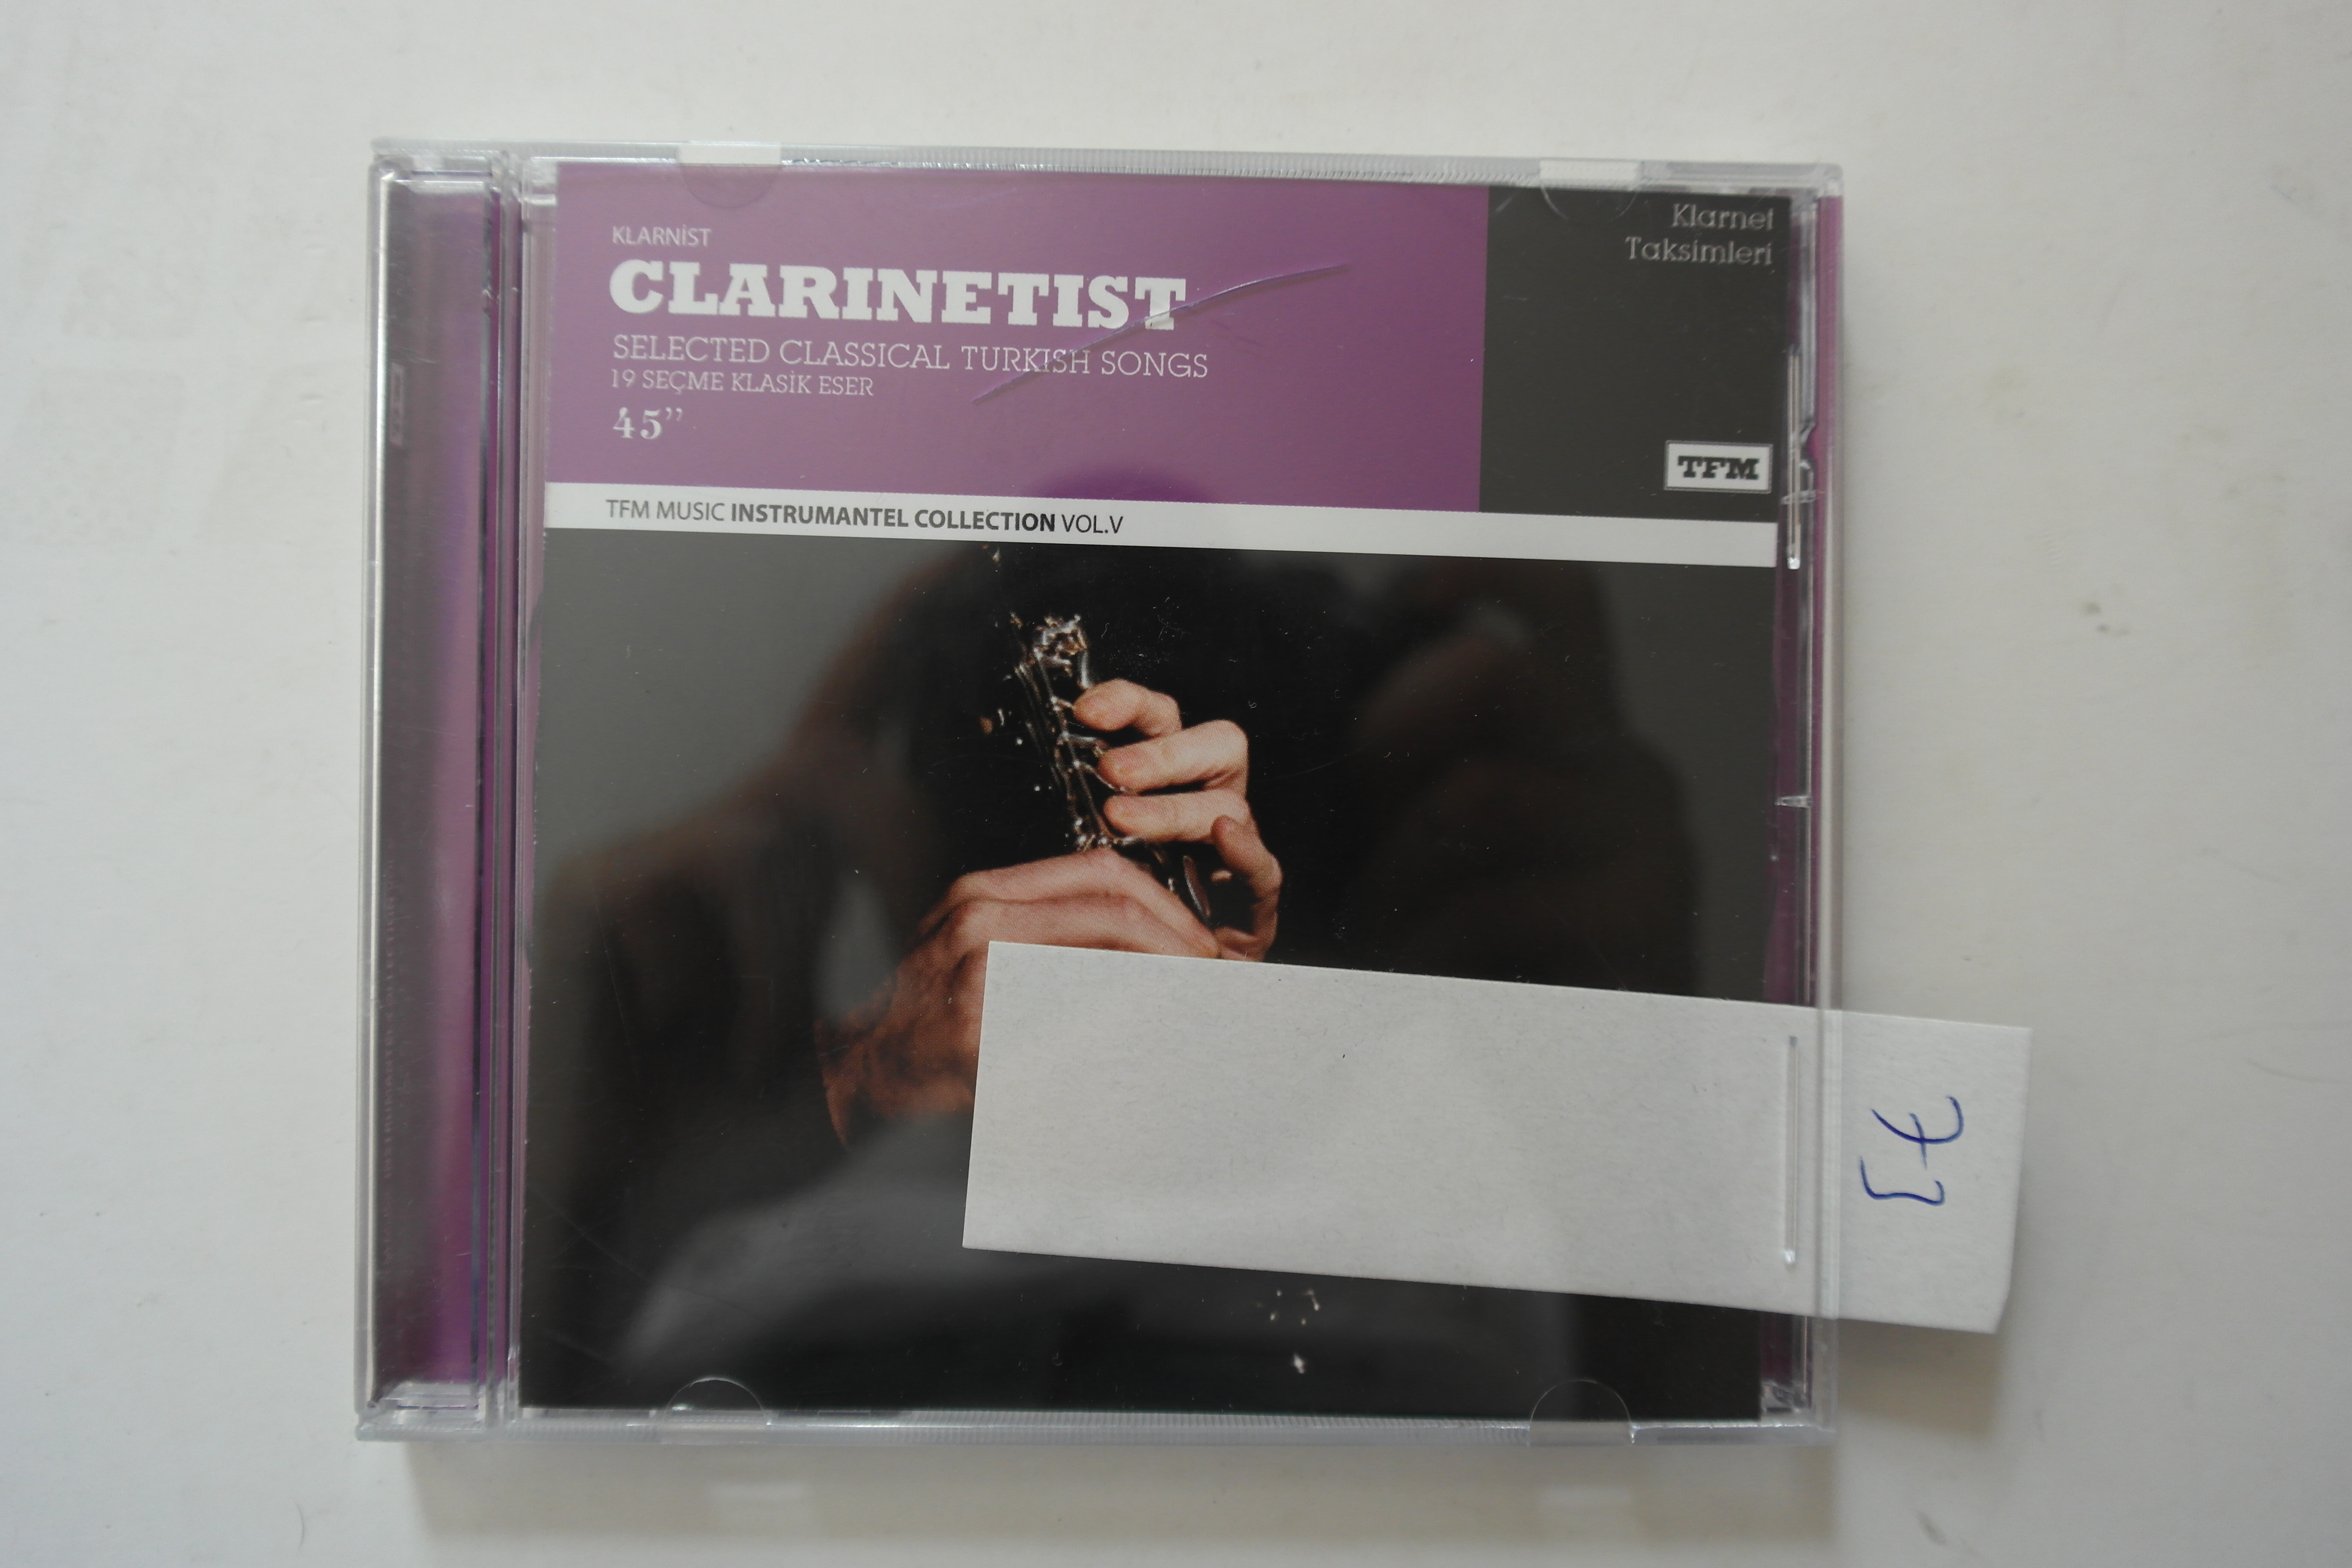 KLARNİST
CLARINETIST
SELECTED CLASSICAL TURKISH SONGS
19 SEÇME KLASİK ESER
45”
Klarnet
Taksimleri
TFM
TFM MUSIC INSTRUMANTEL COLLECTION VOL.V